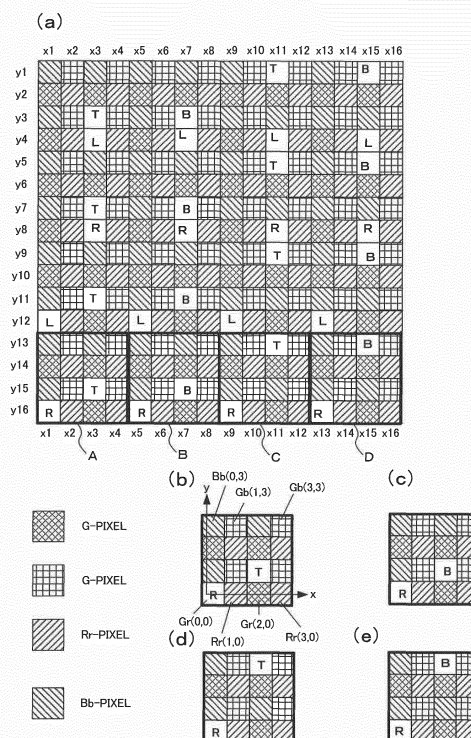 (a)
x1 x2 x3 x4 x5 x6 x7 x8 x9 x10 x11 x12 x13 x14 x15 x16
y1 T B
y2
y3 T B
y4 L L L L
y5 T B
y6
y7 T B
y8 R R R R
y9 T B
y10
y11 T B
y12 L L L L
y13 T B
y14
y15 T B
y16 R R R R
x1 x2 x3 x4 x5 x6 x7 x8 x9 x10 x11 x12 x13 x14 x15 x16
A B C D
(b) (c)
Bb(0,3)
Gb(1,3) Gb(3,3)
y
T B
R x R
Gr(0,0) Gr(2,0)
Rr(1,0) Rr(3,0)
(d) (e)
T B
R R
G-PIXEL
G-PIXEL
Rr-PIXEL
Bb-PIXEL